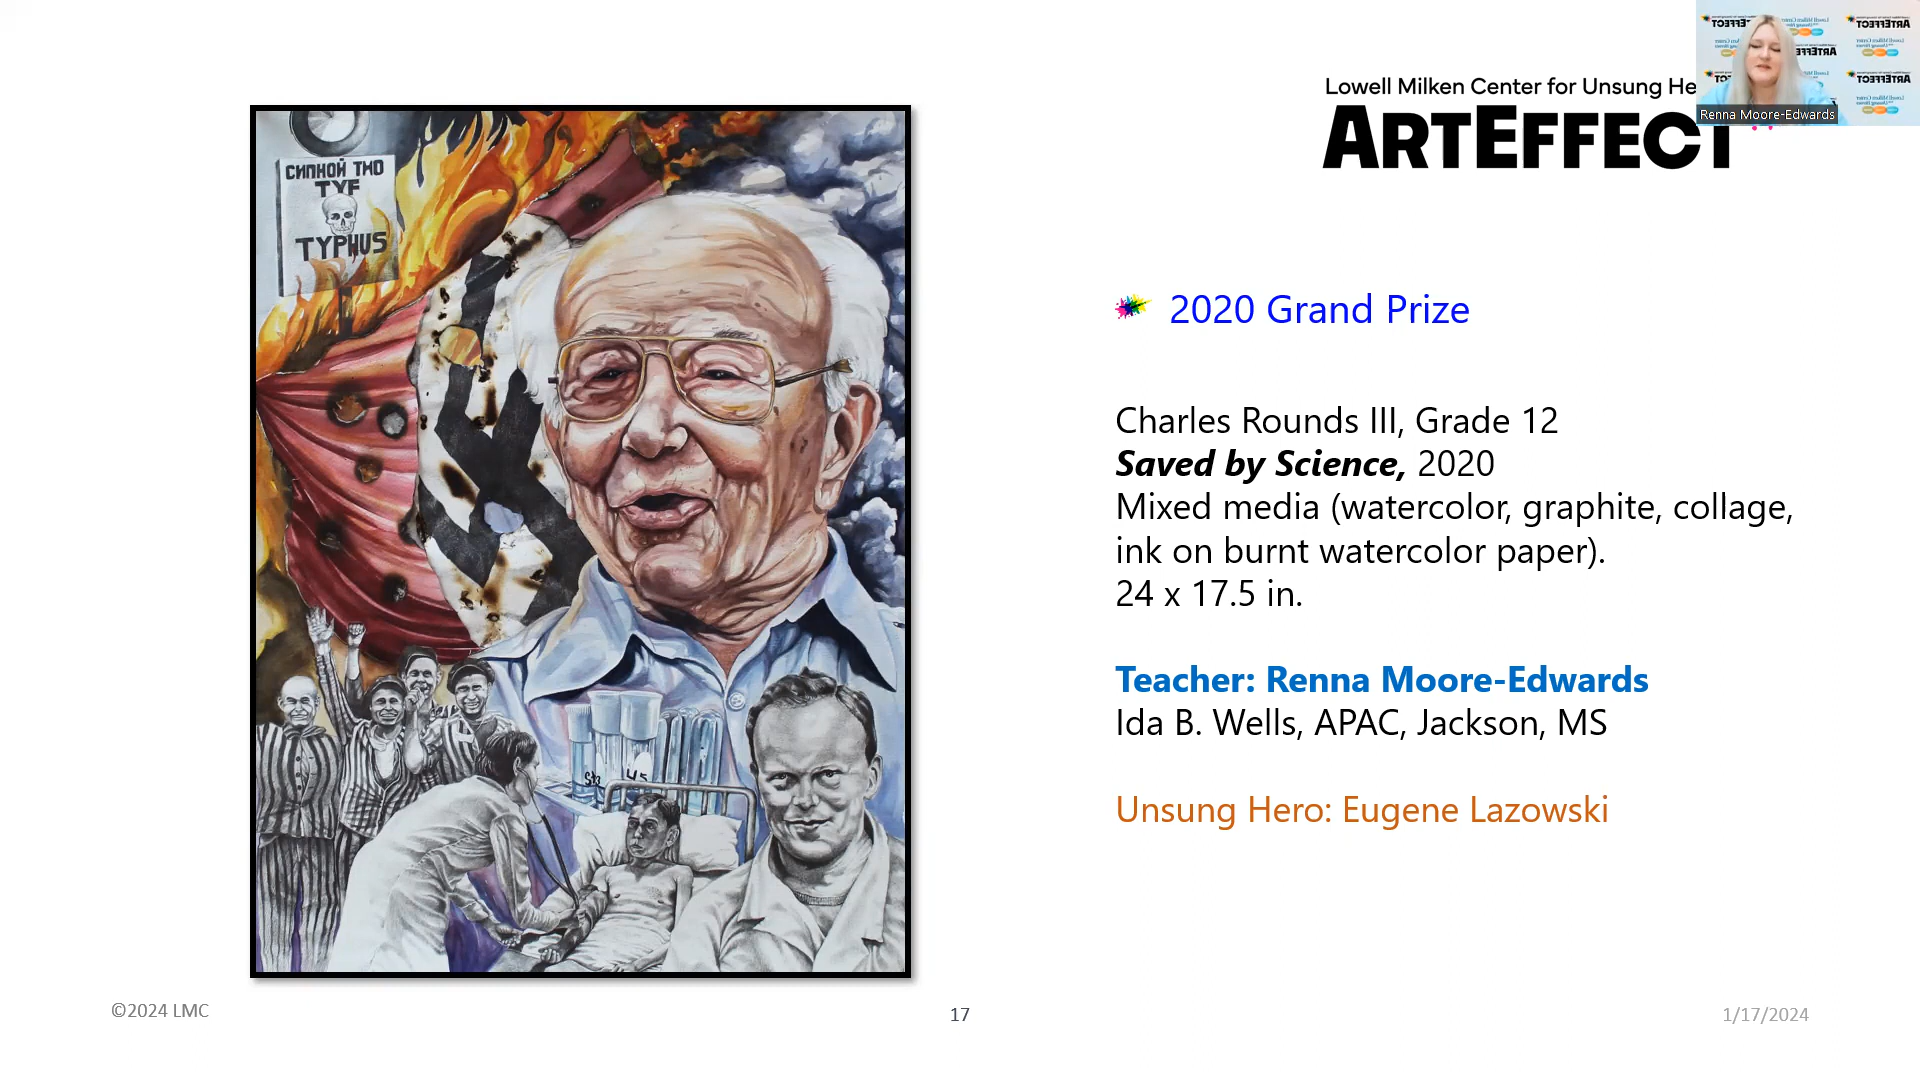 Lowell Milken Center for Unsung He
ARTEFFECT
Renna Moore-Edwards
СИПНОЙ ТИО
TYF
TYPHUS
2020 Grand Prize
Charles Rounds III, Grade 12
Saved by Science, 2020
Mixed media (watercolor, graphite, collage,
ink on burnt watercolor paper).
24 x 17.5 in.
Teacher: Renna Moore-Edwards
Ida B. Wells, APAC, Jackson, MS
Unsung Hero: Eugene Lazowski
©2024 LMC
17
1/17/2024